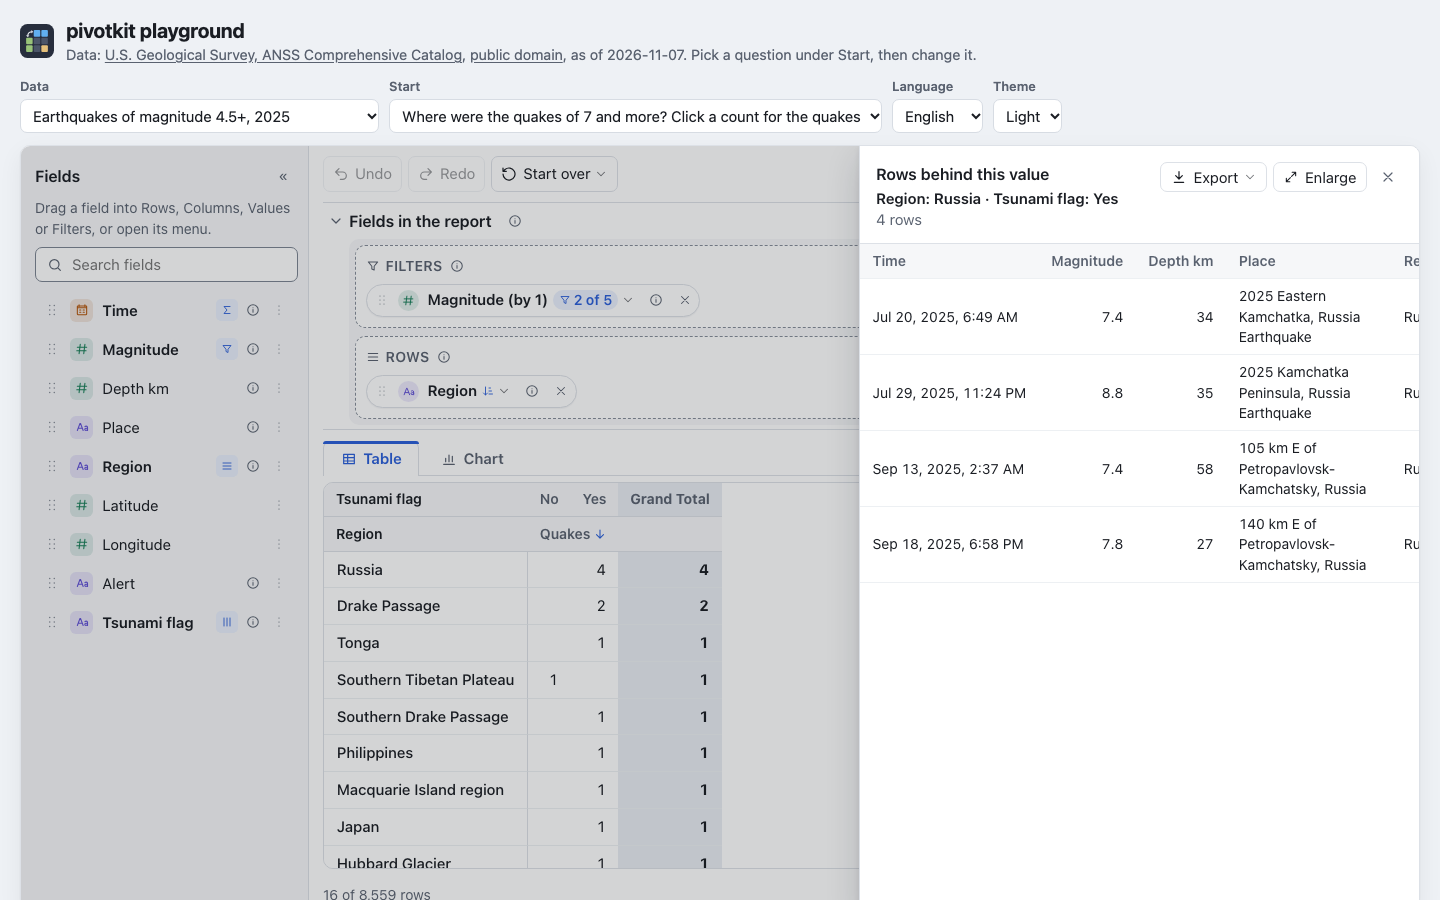 pivotkit playground
Data: U.S. Geological Survey, ANSS Comprehensive Catalog, public domain, as of 2026-11-07. Pick a question under Start, then change it.
Data
Start
Language
Theme
Earthquakes of magnitude 4.5+, 2025
Where were the quakes of 7 and more? Click a count for the quakes
English
Light
Fields
«
Drag a field into Rows, Columns, Values
or Filters, or open its menu.
Search fields
Time
Magnitude
Depth km
Place
Region
Latitude
Longitude
Alert
Tsunami flag
Undo
Redo
Start over
Fields in the report
FILTERS
Magnitude (by 1) 2 of 5
ROWS
Region
Table
Chart
Tsunami flag No Yes Grand Total
Region Quakes ↓
Russia 4 4
Drake Passage 2 2
Tonga 1 1
Southern Tibetan Plateau 1 1
Southern Drake Passage 1 1
Philippines 1 1
Macquarie Island region 1 1
Japan 1 1
Hubbard Glacier 1 1
16 of 8,559 rows
Rows behind this value
Region: Russia · Tsunami flag: Yes
4 rows
Export
Enlarge
Time Magnitude Depth km Place Re
Jul 20, 2025, 6:49 AM 7.4 34 2025 Eastern
Kamchatka, Russia
Earthquake
Ru
Jul 29, 2025, 11:24 PM 8.8 35 2025 Kamchatka
Peninsula, Russia
Earthquake
Ru
Sep 13, 2025, 2:37 AM 7.4 58 105 km E of
Petropavlovsk-
Kamchatsky, Russia
Ru
Sep 18, 2025, 6:58 PM 7.8 27 140 km E of
Petropavlovsk-
Kamchatsky, Russia
Ru